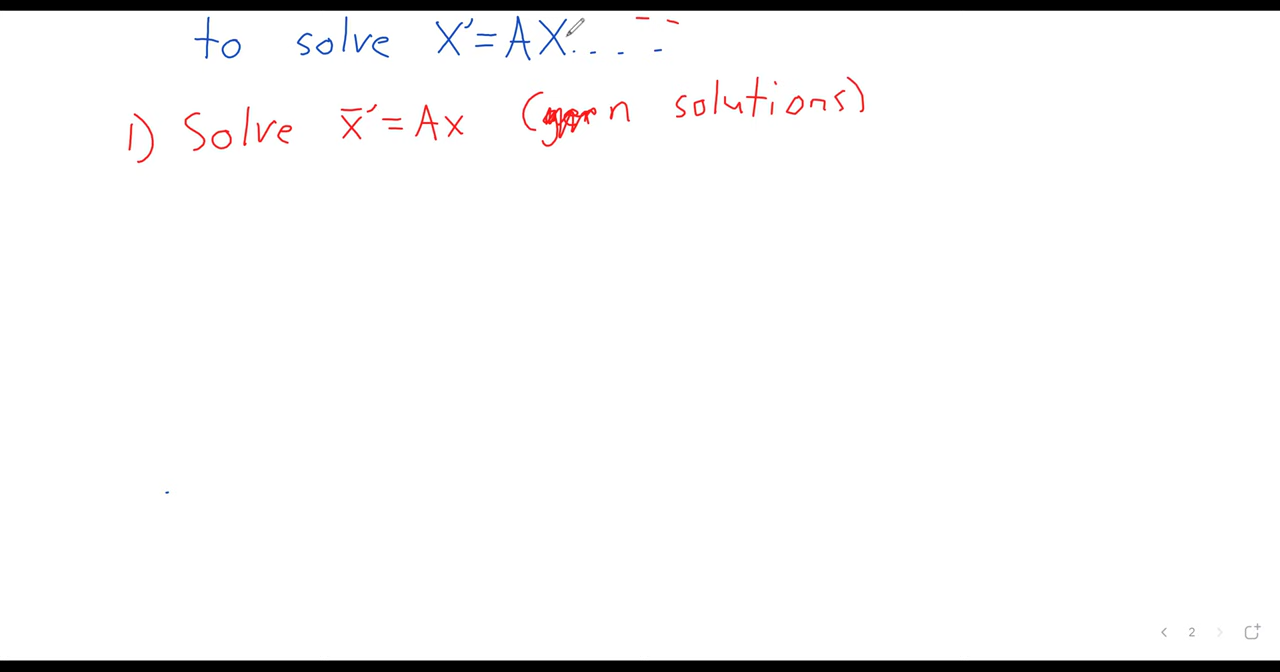 to solve X'=AX....
1) Solve x̄'=Ax ( n solutions)
2